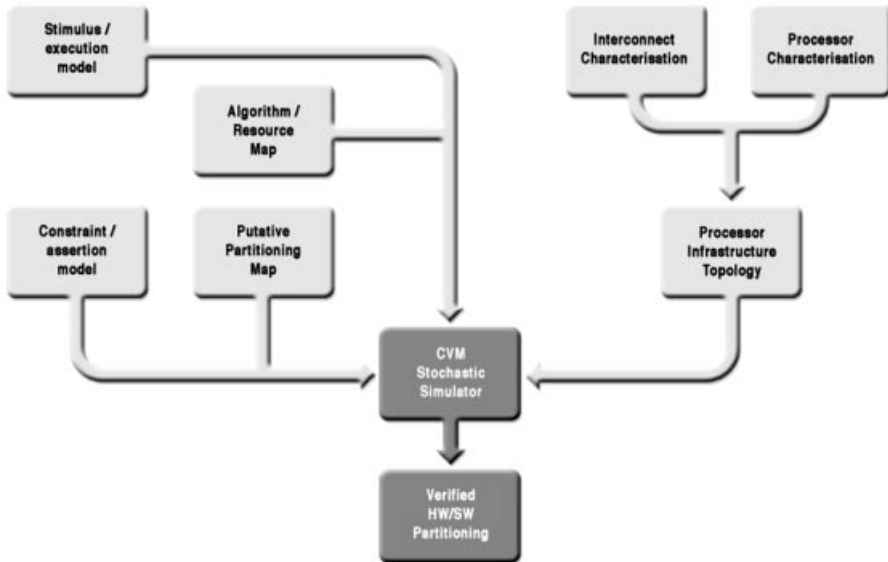 Stimulus /
execution
model
Interconnect
Characterisation
Processor
Characterisation
Algorithm /
Resource
Map
Constraint /
assertion
model
Putative
Partitioning
Map
Processor
Infrastructure
Topology
CVM
Stochastic
Simulator
Verified
HW/SW
Partitioning